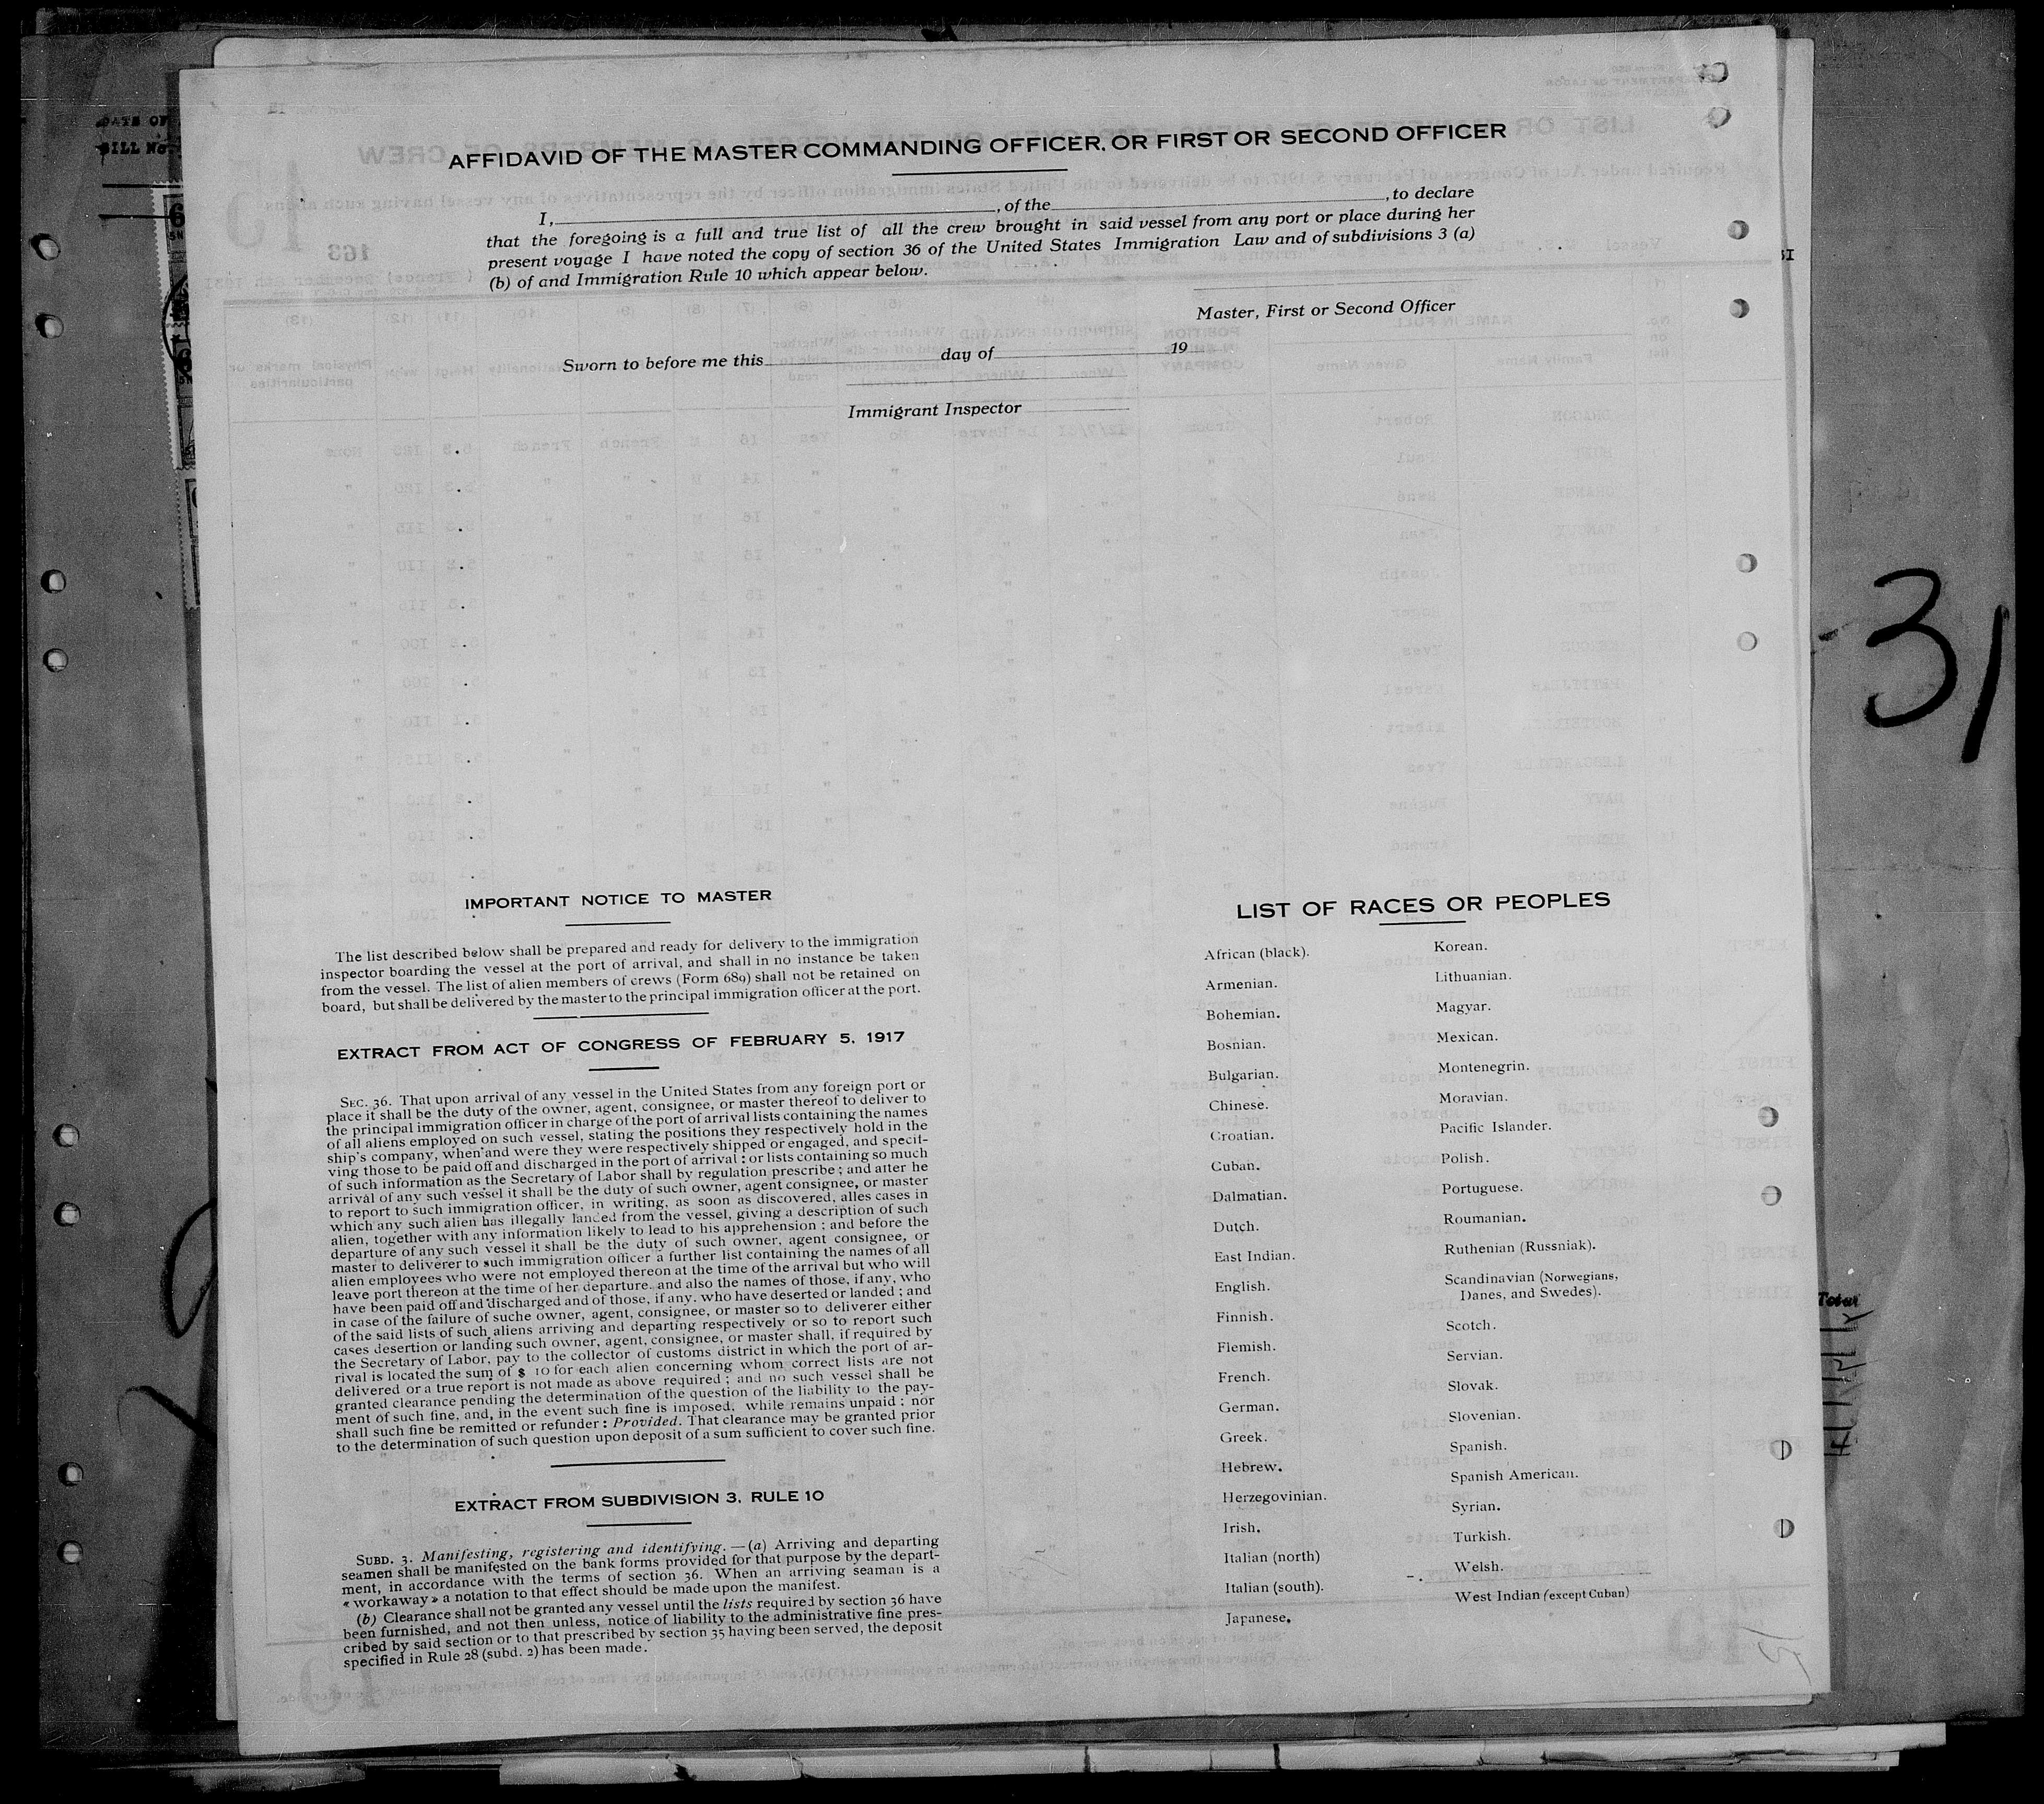 DATE OF
BILL No.
AFFIDAVID OF THE MASTER COMMANDING OFFICER, OR FIRST OR SECOND OFFICER
I, , of the , to declare
that the foregoing is a full and true list of all the crew brought in said vessel from any port or place during her
present voyage I have noted the copy of section 36 of the United States Immigration Law and of subdivisions 3 (a)
(b) of and Immigration Rule 10 which appear below.
Master, First or Second Officer
Sworn to before me this day of 19
Immigrant Inspector
31
IMPORTANT NOTICE TO MASTER
The list described below shall be prepared and ready for delivery to the immigration
inspector boarding the vessel at the port of arrival, and shall in no instance be taken
from the vessel. The list of alien members of crews (Form 689) shall not be retained on
board, but shall be delivered by the master to the principal immigration officer at the port.
EXTRACT FROM ACT OF CONGRESS OF FEBRUARY 5, 1917
SEC. 36. That upon arrival of any vessel in the United States from any foreign port or
place it shall be the duty of the owner, agent, consignee, or master thereof to deliver to
the principal immigration officer in charge of the port of arrival lists containing the names
of all aliens employed on such vessel, stating the positions they respectively hold in the
ship's company, when and were they were respectively shipped or engaged, and specit-
ving those to be paid off and discharged in the port of arrival ; or lists containing so much
of such information as the Secretary of Labor shall by regulation prescribe ; and atter he
arrival of any such vessel it shall be the duty of such owner, agent consignee, or master
to report to such immigration officer, in writing, as soon as discovered, alles cases in
which any such alien has illegally landed from the vessel, giving a description of such
alien, together with any information likely to lead to his apprehension ; and before the
departure of any such vessel it shall be the duty of such owner, agent consignee, or
master to deliverer to such immigration officer a further list containing the names of all
alien employees who were not employed thereon at the time of the arrival but who will
leave port thereon at the time of her departure, and also the names of those, if any, who
have been paid off and discharged and of those, if any. who have deserted or landed ; and
in case of the failure of suche owner, agent, consignee, or master so to deliverer either
of the said lists of such aliens arriving and departing respectively or so to report such
cases desertion or landing such owner, agent, consignee, or master shall, if required by
the Secretary of Labor, pay to the collector of customs district in which the port of ar-
rival is located the sum of $ 10 for each alien concerning whom correct lists are not
delivered or a true report is not made as above required ; and no such vessel shall be
granted clearance pending the determination of the question of the liability to the pay-
ment of such fine, and, in the event such fine is imposed, while remains unpaid ; nor
shall such fine be remitted or refunder : Provided. That clearance may be granted prior
to the determination of such question upon deposit of a sum sufficient to cover such fine.
EXTRACT FROM SUBDIVISION 3, RULE 10
SUBD. 3. Manifesting, registering and identifying. — (a) Arriving and departing
seamen shall be manifested on the bank forms provided for that purpose by the depart-
ment, in accordance with the terms of section 36. When an arriving seaman is a
« workaway » a notation to that effect should be made upon the manifest.
(b) Clearance shall not be granted any vessel until the lists required by section 36 have
been furnished, and not then unless, notice of liability to the administrative fine pres-
cribed by said section or to that prescribed by section 35 having been served, the deposit
specified in Rule 28 (subd. 2) has been made.
LIST OF RACES OR PEOPLES
African (black).
Armenian.
Bohemian.
Bosnian.
Bulgarian.
Chinese.
Croatian.
Cuban.
Dalmatian.
Dutch.
East Indian.
English.
Finnish.
Flemish.
French.
German.
Greek.
Hebrew.
Herzegovinian.
Irish.
Italian (north)
Italian (south).
Japanese.
Korean.
Lithuanian.
Magyar.
Mexican.
Montenegrin.
Moravian.
Pacific Islander.
Polish.
Portuguese.
Roumanian.
Ruthenian (Russniak).
Scandinavian (Norwegians,
Danes, and Swedes).
Scotch.
Servian.
Slovak.
Slovenian.
Spanish.
Spanish American.
Syrian.
Turkish.
Welsh.
West Indian (except Cuban)
Total